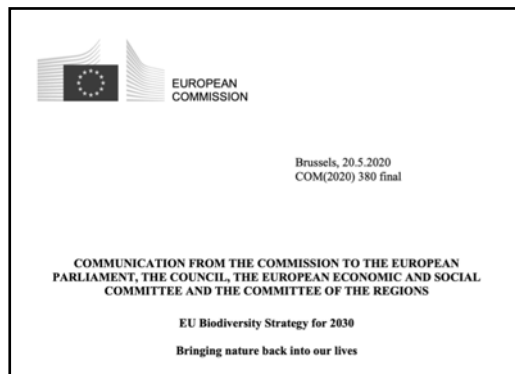 EUROPEAN
COMMISSION
Brussels, 20.5.2020
COM(2020) 380 final
COMMUNICATION FROM THE COMMISSION TO THE EUROPEAN
PARLIAMENT, THE COUNCIL, THE EUROPEAN ECONOMIC AND SOCIAL
COMMITTEE AND THE COMMITTEE OF THE REGIONS
EU Biodiversity Strategy for 2030
Bringing nature back into our lives